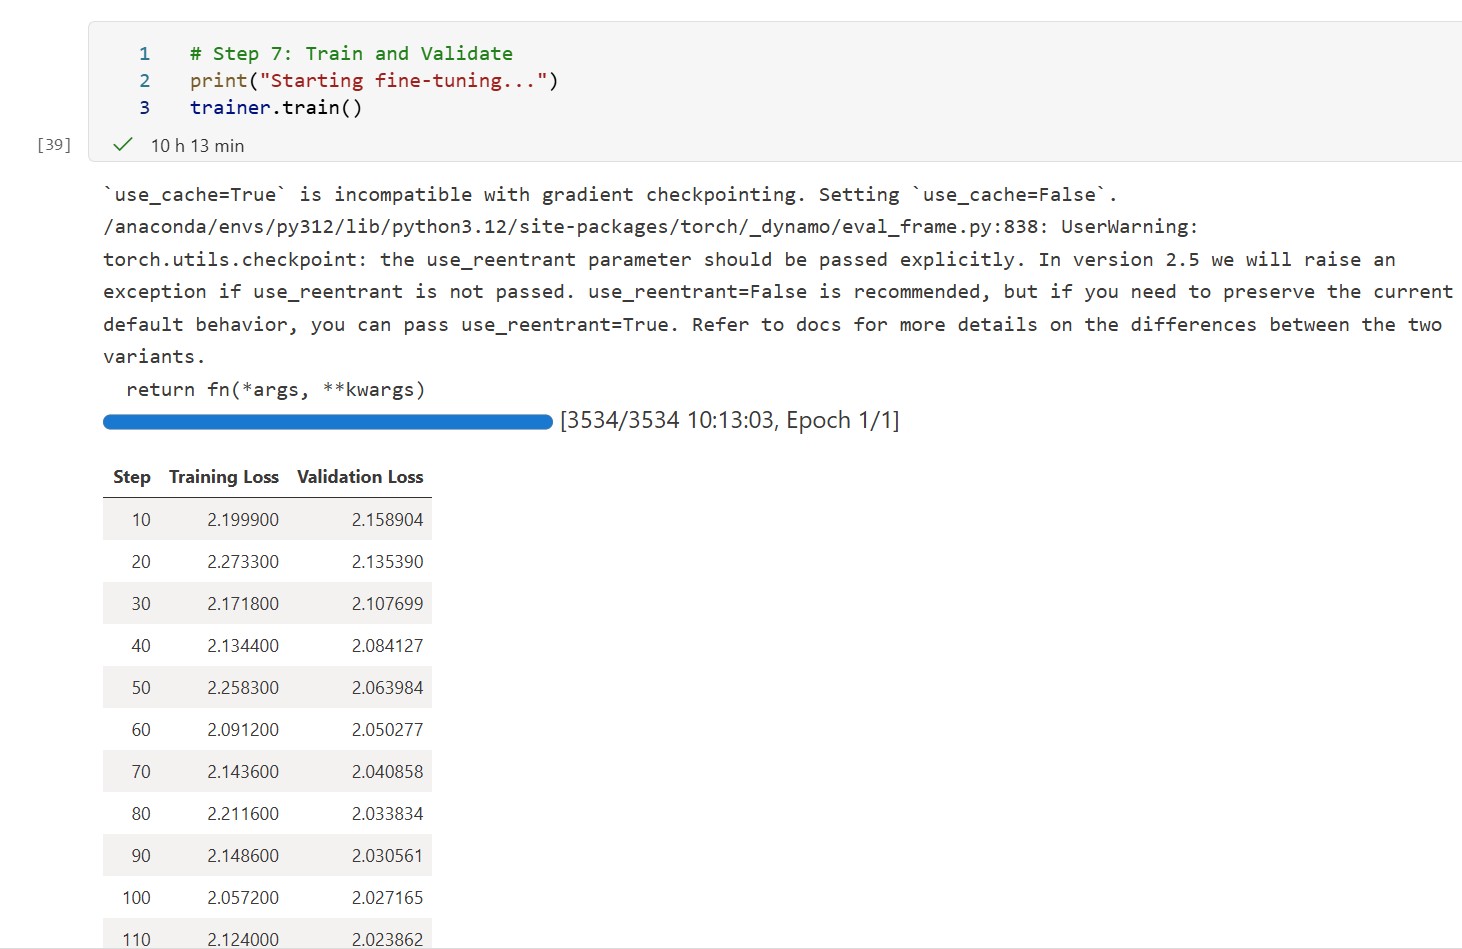 1 # Step 7: Train and Validate
2 print("Starting fine-tuning...")
3 trainer.train()
[39] ✓ 10 h 13 min
`use_cache=True` is incompatible with gradient checkpointing. Setting `use_cache=False`.
/anaconda/envs/py312/lib/python3.12/site-packages/torch/_dynamo/eval_frame.py:838: UserWarning:
torch.utils.checkpoint: the use_reentrant parameter should be passed explicitly. In version 2.5 we will raise an
exception if use_reentrant is not passed. use_reentrant=False is recommended, but if you need to preserve the current
default behavior, you can pass use_reentrant=True. Refer to docs for more details on the differences between the two
variants.
  return fn(*args, **kwargs)
[3534/3534 10:13:03, Epoch 1/1]
Step Training Loss Validation Loss
10 2.199900 2.158904
20 2.273300 2.135390
30 2.171800 2.107699
40 2.134400 2.084127
50 2.258300 2.063984
60 2.091200 2.050277
70 2.143600 2.040858
80 2.211600 2.033834
90 2.148600 2.030561
100 2.057200 2.027165
110 2.124000 2.023862